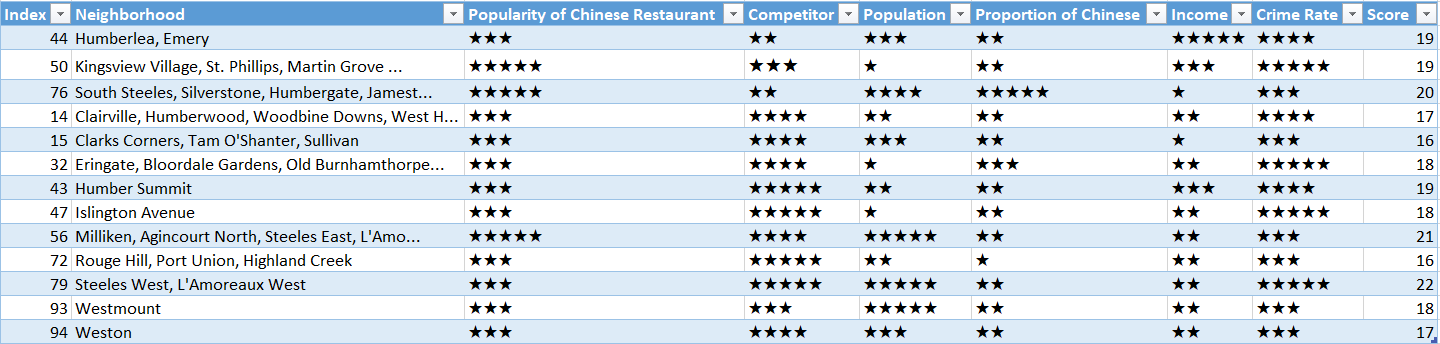 Index Neighborhood Popularity of Chinese Restaurant Competitor Population Proportion of Chinese Income Crime Rate Score
44 Humberlea, Emery ★★★ ★★ ★★★ ★★ ★★★★★ ★★★★ 19
50 Kingsview Village, St. Phillips, Martin Grove ... ★★★★★ ★★★ ★ ★★ ★★★ ★★★★★ 19
76 South Steeles, Silverstone, Humbergate, Jamest... ★★★★★ ★★ ★★★★ ★★★★★ ★ ★★★ 20
14 Clairville, Humberwood, Woodbine Downs, West H... ★★★ ★★★★ ★★ ★★ ★★ ★★★★ 17
15 Clarks Corners, Tam O'Shanter, Sullivan ★★★ ★★★★ ★★★ ★★ ★ ★★★ 16
32 Eringate, Bloordale Gardens, Old Burnhamthorpe... ★★★ ★★★★ ★ ★★★ ★★ ★★★★★ 18
43 Humber Summit ★★★ ★★★★★ ★★ ★★ ★★★ ★★★★ 19
47 Islington Avenue ★★★ ★★★★★ ★ ★★ ★★ ★★★★★ 18
56 Milliken, Agincourt North, Steeles East, L'Amo... ★★★★★ ★★★★ ★★★★★ ★★ ★★ ★★★ 21
72 Rouge Hill, Port Union, Highland Creek ★★★ ★★★★★ ★★ ★ ★★ ★★★ 16
79 Steeles West, L'Amoreaux West ★★★ ★★★★★ ★★★★★ ★★ ★★ ★★★★★ 22
93 Westmount ★★★ ★★★ ★★★★★ ★★ ★★ ★★★ 18
94 Weston ★★★ ★★★★ ★★★ ★★ ★★ ★★★ 17